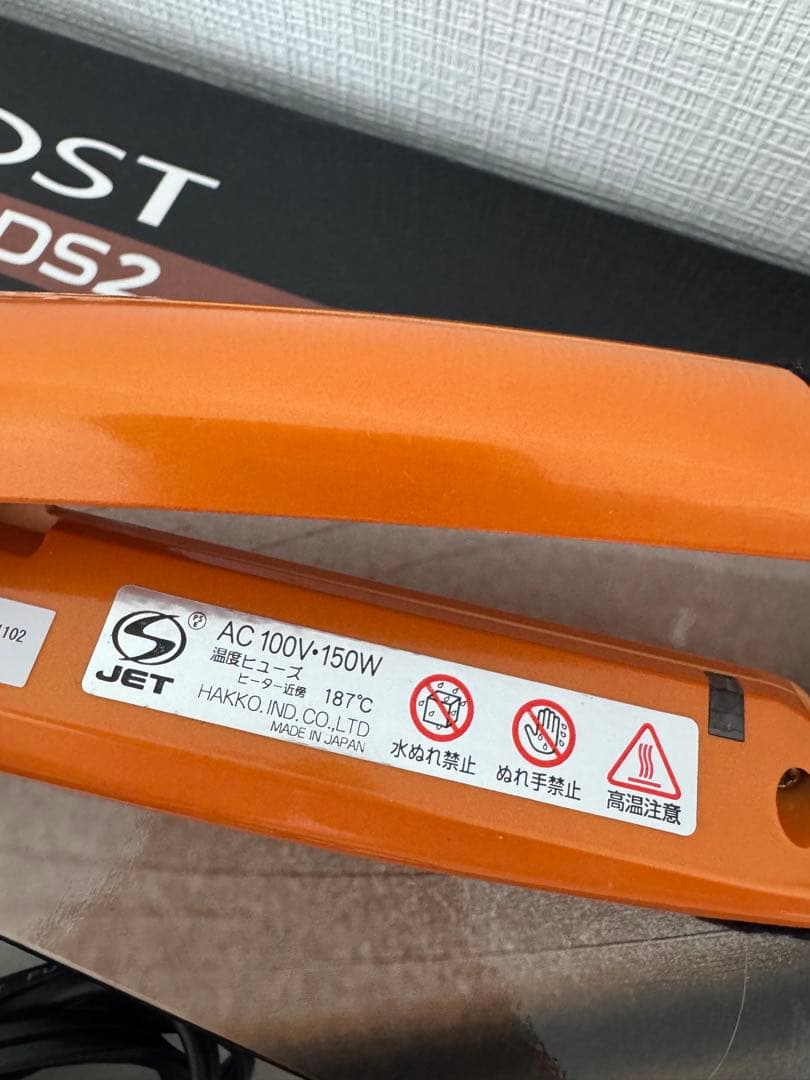 OST
DS2
1102
JET
PS
E
AC 100V•150W
温度ヒューズ
ヒーター近傍 187℃
HAKKO.IND.CO.,LTD
MADE IN JAPAN
水ぬれ禁止
ぬれ手禁止
高温注意